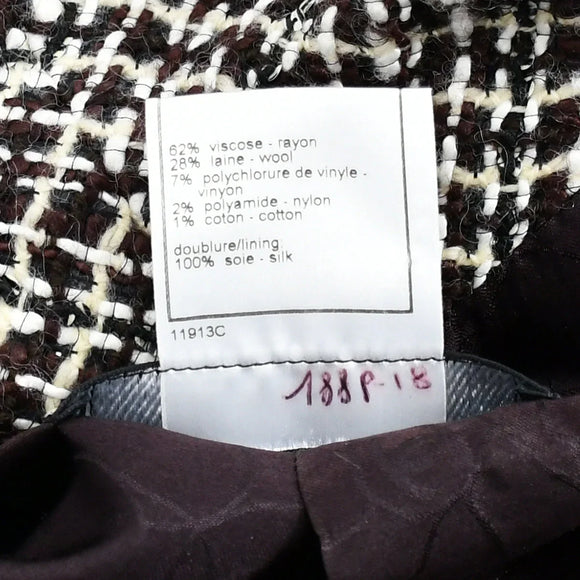 62% viscose - rayon
28% laine - wool
7% polychlorure de vinyle -
vinyon
2% polyamide - nylon
1% coton - cotton
doublure/lining:
100% soie - silk
11913C
188P-18